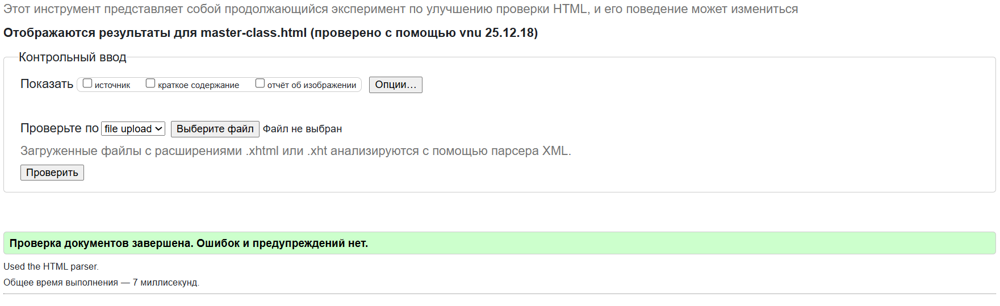 Этот инструмент представляет собой продолжающийся эксперимент по улучшению проверки HTML, и его поведение может измениться
Отображаются результаты для master-class.html (проверено с помощью vnu 25.12.18)
Контрольный ввод
Показать источник краткое содержание отчёт об изображении Опции…
Проверьте по file upload Выберите файл Файл не выбран
Загруженные файлы с расширениями .xhtml или .xht анализируются с помощью парсера XML.
Проверить
Проверка документов завершена. Ошибок и предупреждений нет.
Used the HTML parser.
Общее время выполнения — 7 миллисекунд.